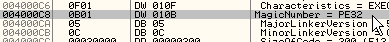 004000C6 0F01 DW 010F Characteristics = EXEC
004000C8 0B01 DW 010B MagicNumber = PE32
004000CA 05 DB 05 MajorLinkerVersion =
004000CB 0C DB 0C MinorLinkerVersion =